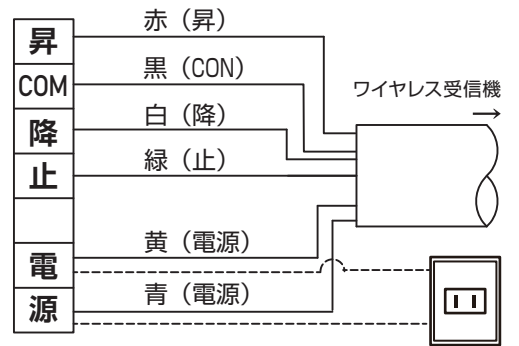 昇
赤（昇）
COM
黒（CON）
ワイヤレス受信機
降
白（降）
止
緑（止）
黄（電源）
電
青（電源）
源